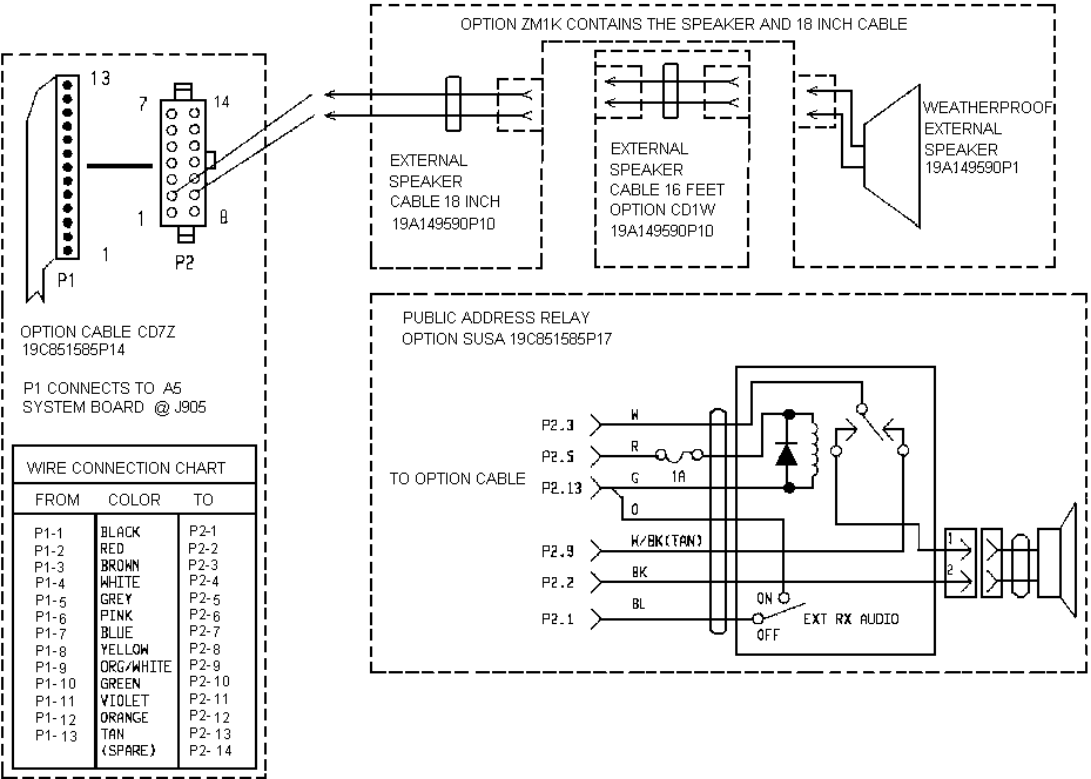 OPTION ZM1K CONTAINS THE SPEAKER AND 18 INCH CABLE
13
7
14
1
8
1
P2
P1
EXTERNAL
SPEAKER
CABLE 18 INCH
19A149590P10
EXTERNAL
SPEAKER
CABLE 16 FEET
OPTION CD1W
19A149590P10
WEATHERPROOF
EXTERNAL
SPEAKER
19A149590P1
OPTION CABLE CD7Z
19C851585P14
P1 CONNECTS TO A5
SYSTEM BOARD @ J905
WIRE CONNECTION CHART
FROM COLOR TO
P1-1 BLACK P2-1
P1-2 RED P2-2
P1-3 BROWN P2-3
P1-4 WHITE P2-4
P1-5 GREY P2-5
P1-6 PINK P2-6
P1-7 BLUE P2-7
P1-8 YELLOW P2-8
P1-9 ORG/WHITE P2-9
P1-10 GREEN P2-10
P1-11 VIOLET P2-11
P1-12 ORANGE P2-12
P1-13 TAN P2-13
(SPARE) P2-14
PUBLIC ADDRESS RELAY
OPTION SUSA 19C851585P17
TO OPTION CABLE
P2.3 W
P2.5 R
1A
P2.13 G
O
P2.9 W/BK(TAN)
P2.2 BK
P2.1 BL
ON
OFF
EXT RX AUDIO
1
2